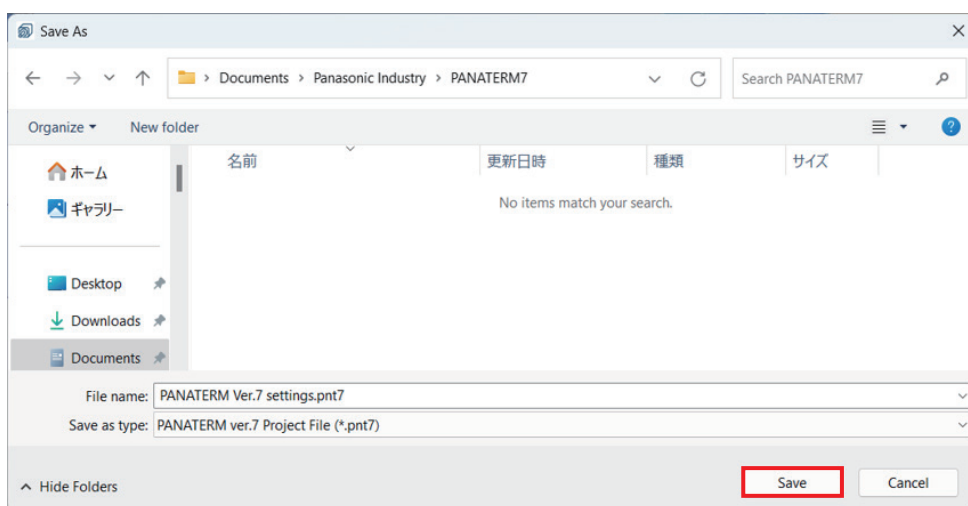 Save As
Documents > Panasonic Industry > PANATERM7
Search PANATERM7
Organize
New folder
ホーム
ギャラリー
Desktop
Downloads
Documents
名前 更新日時 種類 サイズ
No items match your search.
File name: PANATERM Ver.7 settings.pnt7
Save as type: PANATERM ver.7 Project File (*.pnt7)
Hide Folders
Save
Cancel